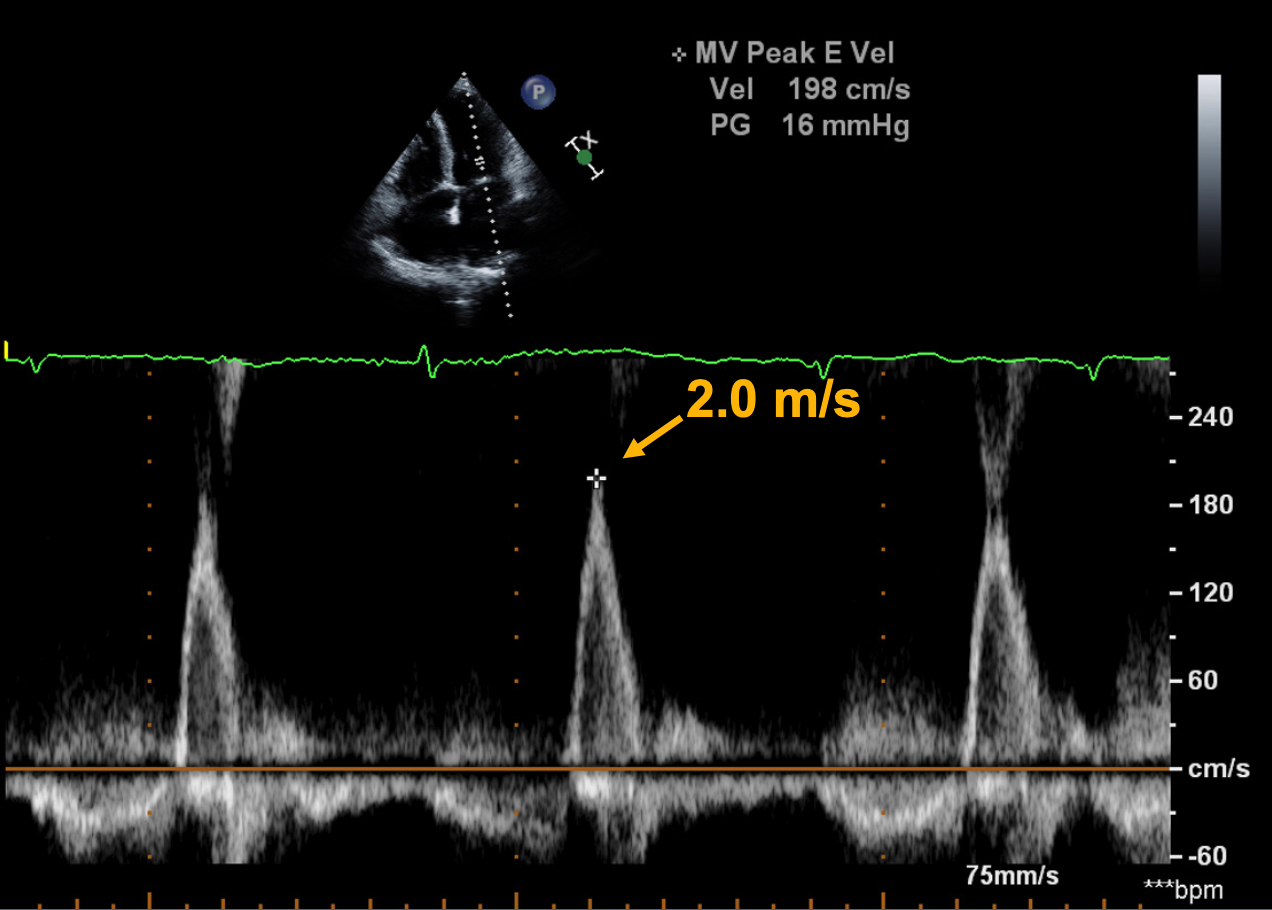 MV Peak E Vel
Vel 198 cm/s
PG 16 mmHg
P
X
2.0 m/s
240
180
120
60
cm/s
-60
75mm/s
***bpm